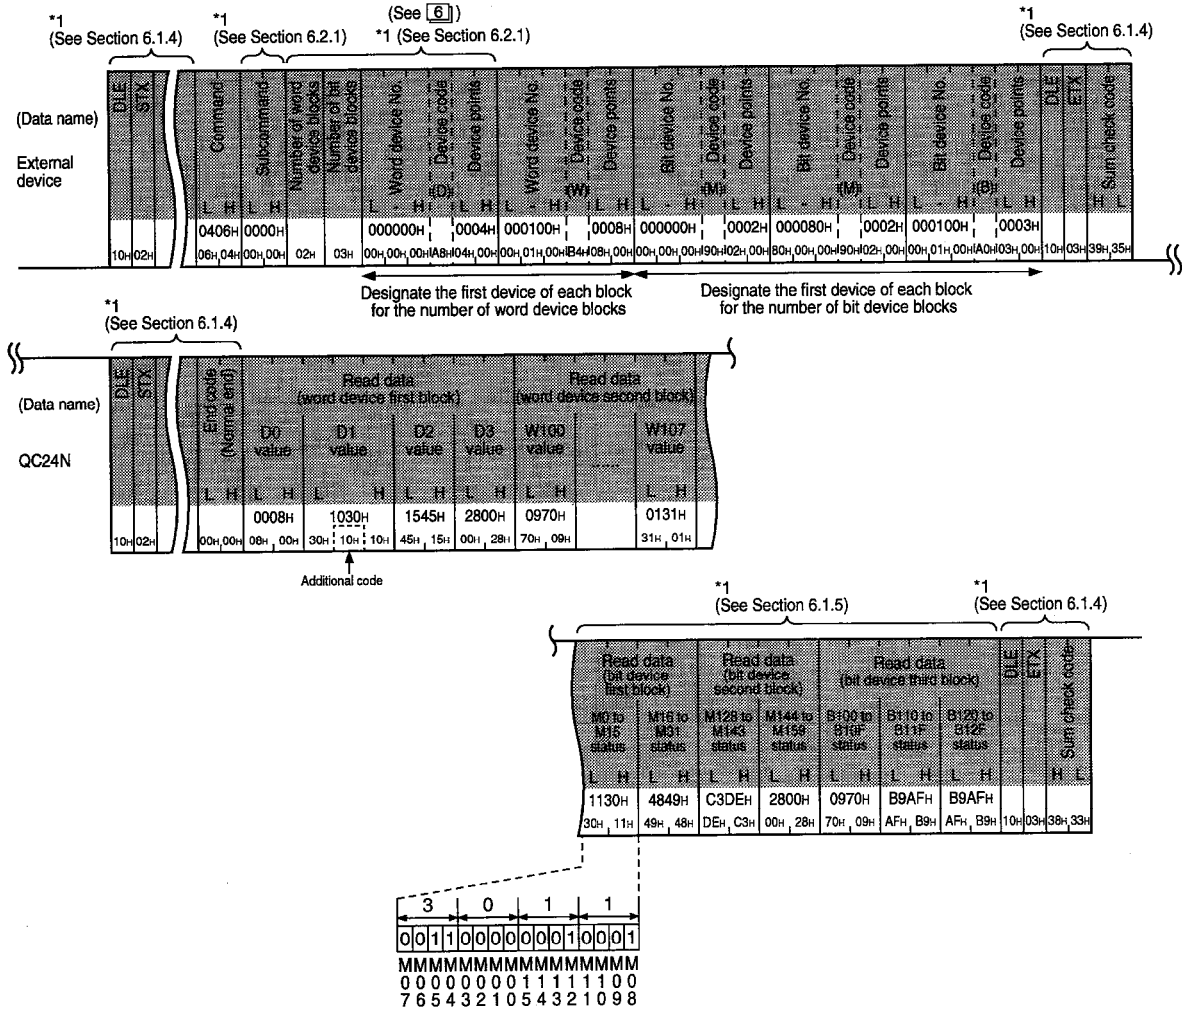 (See 6)
*1 *1 *1 (See Section 6.2.1) *1
(See Section 6.1.4) (See Section 6.2.1) (See Section 6.1.4)
(Data name)
External
device
DLE STX Command Subcommand Number of word device blocks Number of bit device blocks Word device No. Device code (D) Device points Word device No. Device code (W) Device points Bit device No. Device code (M) Device points Bit device No. Device code (M) Device points Bit device No. Device code (B) Device points DLE ETX Sum check code
L H L H L - H L H L - H L H L - H L H L - H L H L - H L H H L
0406H 0000H 000000H 0004H 000100H 0008H 000000H 0002H 000080H 0002H 000100H 0003H
10H 02H 06H, 04H 00H, 00H 02H 03H 00H, 00H, 00H A8H 04H, 00H 00H, 01H, 00H B4H 08H, 00H 00H, 00H, 00H 90H 02H, 00H 80H, 00H, 00H 90H 02H, 00H 00H, 01H, 00H A0H 03H, 00H 10H 03H 39H, 35H
Designate the first device of each block
for the number of word device blocks
Designate the first device of each block
for the number of bit device blocks
*1
(See Section 6.1.4)
(Data name)
QC24N
DLE STX End code (Normal end)
Read data
(word device first block)
Read data
(word device second block)
D0 value D1 value D2 value D3 value W100 value ...... W107 value
L H L H L H L H L H L H L H
0008H 1030H 1545H 2800H 0970H 0131H
10H 02H 00H, 00H 08H, 00H 30H, 10H, 10H 45H, 15H 00H, 28H 70H, 09H 31H, 01H
Additional code
*1
(See Section 6.1.5)
*1
(See Section 6.1.4)
Read data
(bit device
first block)
Read data
(bit device
second block)
Read data
(bit device third block)
M0 to M15 status M16 to M31 status M128 to M143 status M144 to M159 status B100 to B10F status B110 to B11F status B120 to B12F status DLE ETX Sum check code
L H L H L H L H L H L H L H H L
1130H 4849H C3DEH 2800H 0970H B9AFH B9AFH
30H, 11H 49H, 48H DEH, C3H 00H, 28H 70H, 09H AFH, B9H AFH, B9H 10H 03H 38H, 33H
3 0 1 1
0 0 1 1 0 0 0 0 0 0 0 1 0 0 0 1
M M M M M M M M M M M M M M M M
0 0 0 0 0 0 0 0 1 1 1 1 1 1 0 0
7 6 5 4 3 2 1 0 5 4 3 2 1 0 9 8